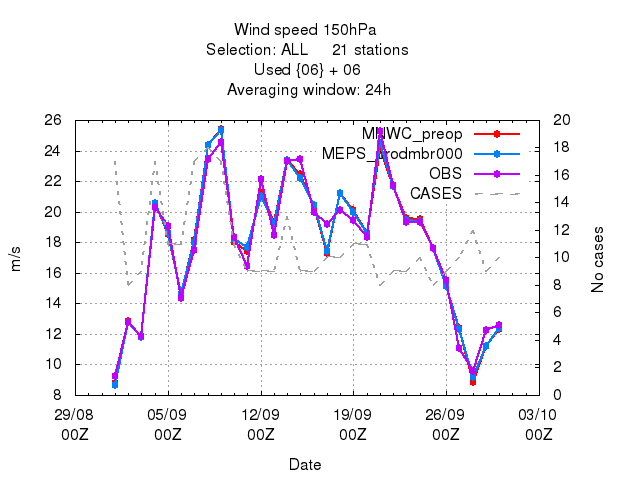 Wind speed 150hPa
Selection: ALL 21 stations
Used {06} + 06
Averaging window: 24h
26 20
24 18
22 16
20 14
18 12
16 10
14 8
12 6
10 4
8 2
0
MNWC_preop
MEPS_prodmbr000
OBS
CASES
m/s
No cases
29/08 05/09 12/09 19/09 26/09 03/10
00Z 00Z 00Z 00Z 00Z 00Z
Date